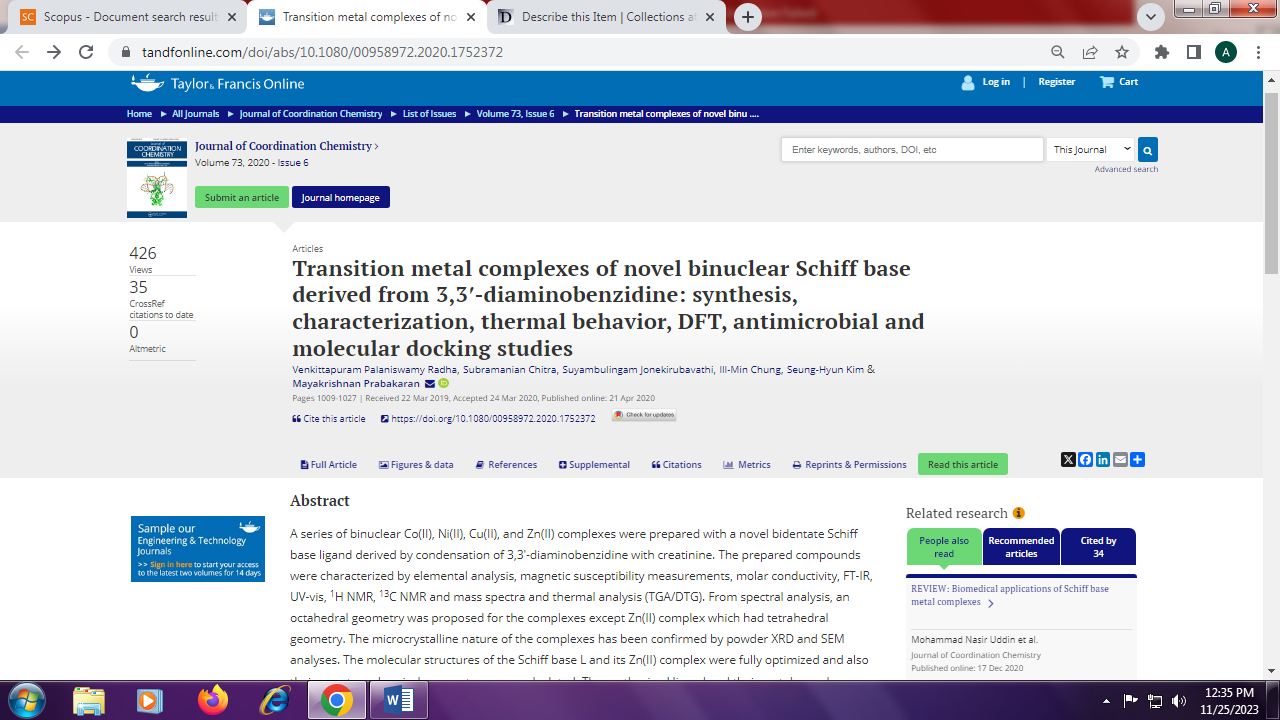 Scopus - Document search result
Transition metal complexes of no
Describe this Item | Collections a
tandfonline.com/doi/abs/10.1080/00958972.2020.1752372
A
Taylor & Francis Online
Log in | Register Cart
Home All Journals Journal of Coordination Chemistry List of Issues Volume 73, Issue 6 Transition metal complexes of novel binu ....
Journal of
COORDINATION
CHEMISTRY
Journal of Coordination Chemistry
Volume 73, 2020 - Issue 6
Submit an article
Journal homepage
Enter keywords, authors, DOI, etc
This Journal
Advanced search
426
Views
35
CrossRef
citations to date
0
Altmetric
Articles
Transition metal complexes of novel binuclear Schiff base
derived from 3,3′-diaminobenzidine: synthesis,
characterization, thermal behavior, DFT, antimicrobial and
molecular docking studies
Venkittapuram Palaniswamy Radha, Subramanian Chitra, Suyambulingam Jonekirubavathi, Ill-Min Chung, Seung-Hyun Kim &
Mayakrishnan Prabakaran
Pages 1009-1027 | Received 22 Mar 2019, Accepted 24 Mar 2020, Published online: 21 Apr 2020
Cite this article https://doi.org/10.1080/00958972.2020.1752372 Check for updates
Full Article Figures & data References Supplemental Citations Metrics Reprints & Permissions Read this article
Abstract
A series of binuclear Co(II), Ni(II), Cu(II), and Zn(II) complexes were prepared with a novel bidentate Schiff
base ligand derived by condensation of 3,3'-diaminobenzidine with creatinine. The prepared compounds
were characterized by elemental analysis, magnetic susceptibility measurements, molar conductivity, FT-IR,
UV-vis, ¹H NMR, ¹³C NMR and mass spectra and thermal analysis (TGA/DTG). From spectral analysis, an
octahedral geometry was proposed for the complexes except Zn(II) complex which had tetrahedral
geometry. The microcrystalline nature of the complexes has been confirmed by powder XRD and SEM
analyses. The molecular structures of the Schiff base L and its Zn(II) complex were fully optimized and also
Sample our
Engineering & Technology
Journals
>> Sign in here to start your access
to the latest two volumes for 14 days
Related research
People also
read
Recommended
articles
Cited by
34
REVIEW: Biomedical applications of Schiff base
metal complexes
Mohammad Nasir Uddin et al.
Journal of Coordination Chemistry
Published online: 17 Dec 2020
12:35 PM
11/25/2023